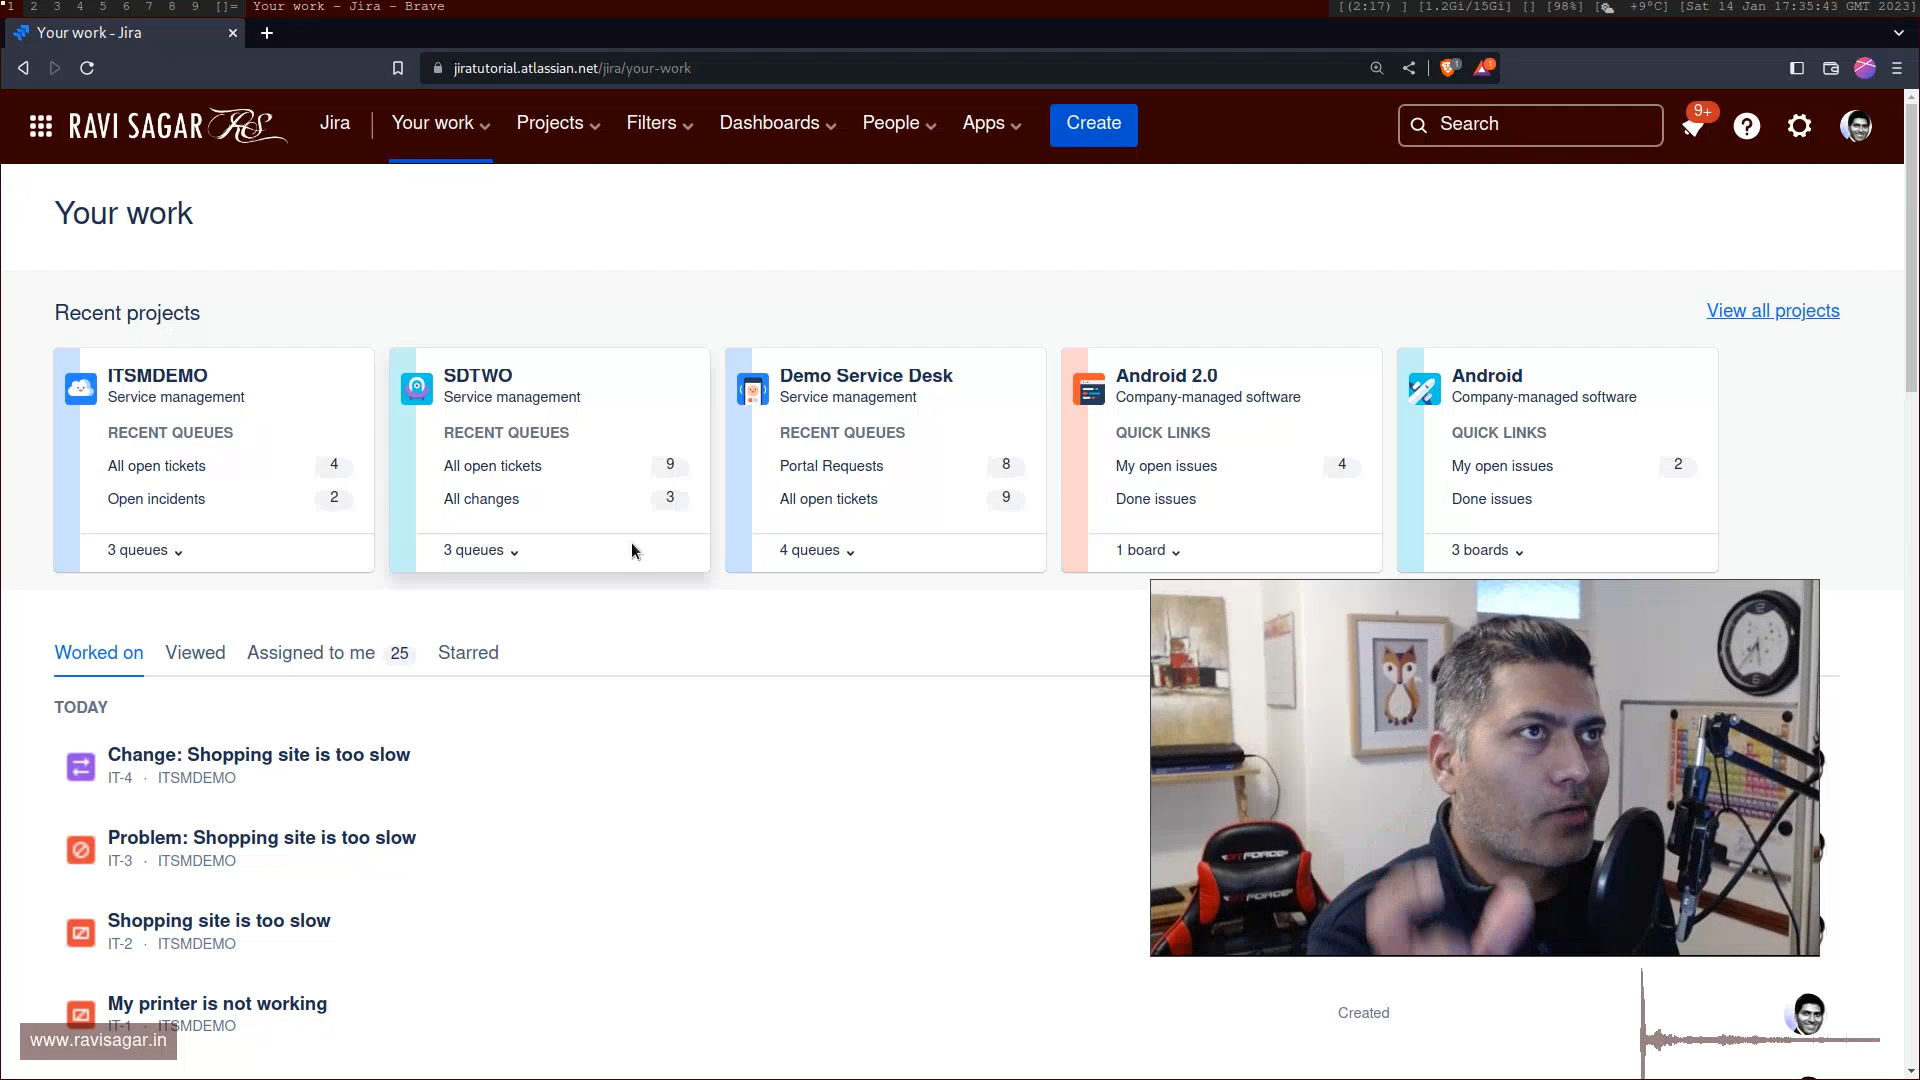 1 2 3 4 5 6 7 8 9 []= Your work - Jira - Brave [(2:17) ] [1.2Gi/15Gi] [] [98%] [ +9°C] [Sat 14 Jan 17:35:43 GMT 2023]
Your work - Jira
jiratutorial.atlassian.net/jira/your-work
RAVI SAGAR RS Jira Your work Projects Filters Dashboards People Apps Create Search 9+
Your work
Recent projects View all projects
ITSMDEMO
Service management
RECENT QUEUES
All open tickets 4
Open incidents 2
3 queues
SDTWO
Service management
RECENT QUEUES
All open tickets 9
All changes 3
3 queues
Demo Service Desk
Service management
RECENT QUEUES
Portal Requests 8
All open tickets 9
4 queues
Android 2.0
Company-managed software
QUICK LINKS
My open issues 4
Done issues
1 board
Android
Company-managed software
QUICK LINKS
My open issues 2
Done issues
3 boards
Worked on Viewed Assigned to me 25 Starred
TODAY
Change: Shopping site is too slow
IT-4 · ITSMDEMO
Problem: Shopping site is too slow
IT-3 · ITSMDEMO
Shopping site is too slow
IT-2 · ITSMDEMO
My printer is not working
IT-1 · ITSMDEMO
Created
www.ravisagar.in